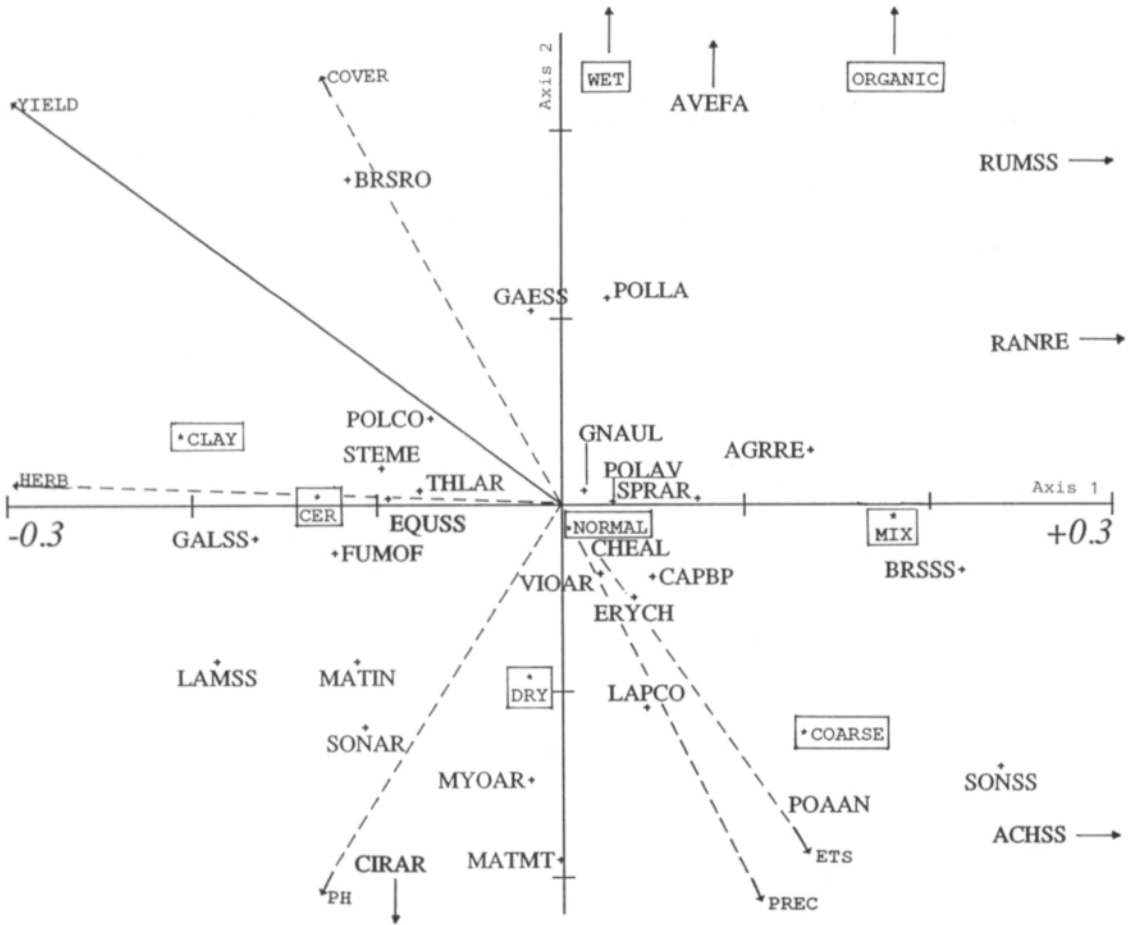 COVER
Axis 2
WET
ORGANIC
YIELD
AVEFA
RUMSS
BRSRO
GAESS
POLLA
RANRE
POLCO
CLAY
GNAUL
AGRRE
STEME
POLAV
HERB
THLAR
SPRAR
Axis 1
CER
EQUSS
NORMAL
MIX
-0.3
+0.3
GALSS
FUMOF
CHEAL
BRSSS
VIOAR
CAPBP
ERYCH
LAMSS
MATIN
DRY
LAPCO
SONAR
COARSE
MYOAR
SONSS
POAAN
ACHSS
CIRAR
MATMT
ETS
PH
PREC